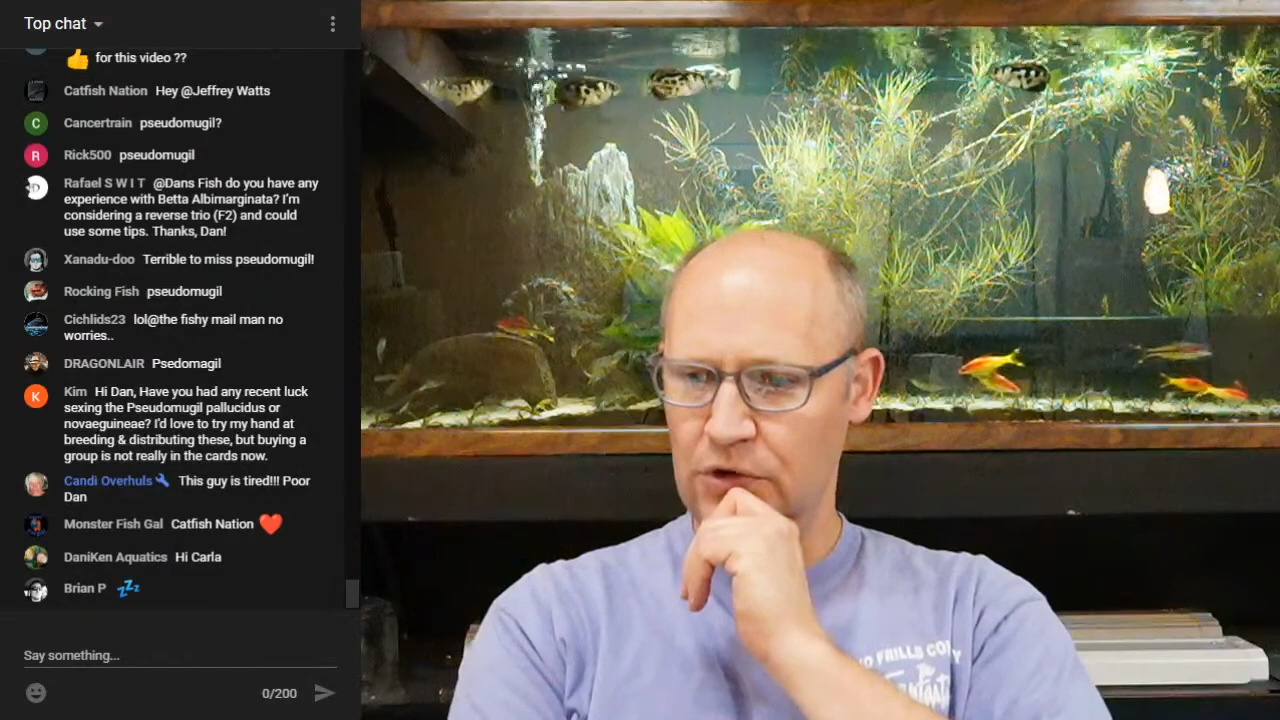 Top chat
for this video ??
Catfish Nation Hey @Jeffrey Watts
C
Cancertrain pseudomugil?
R
Rick500 pseudomugil
Rafael S W I T @Dans Fish do you have any
experience with Betta Albimarginata? I'm
considering a reverse trio (F2) and could
use some tips. Thanks, Dan!
Xanadu-doo Terrible to miss pseudomugil!
Rocking Fish pseudomugil
Cichlids23 lol@the fishy mail man no
worries..
DRAGONLAIR Psedomagil
K
Kim Hi Dan, Have you had any recent luck
sexing the Pseudomugil pallucidus or
novaeguineae? I'd love to try my hand at
breeding & distributing these, but buying a
group is not really in the cards now.
Candi Overhuls This guy is tired!!! Poor
Dan
Monster Fish Gal Catfish Nation
DaniKen Aquatics Hi Carla
Brian P
Say something...
0/200
FRILLS